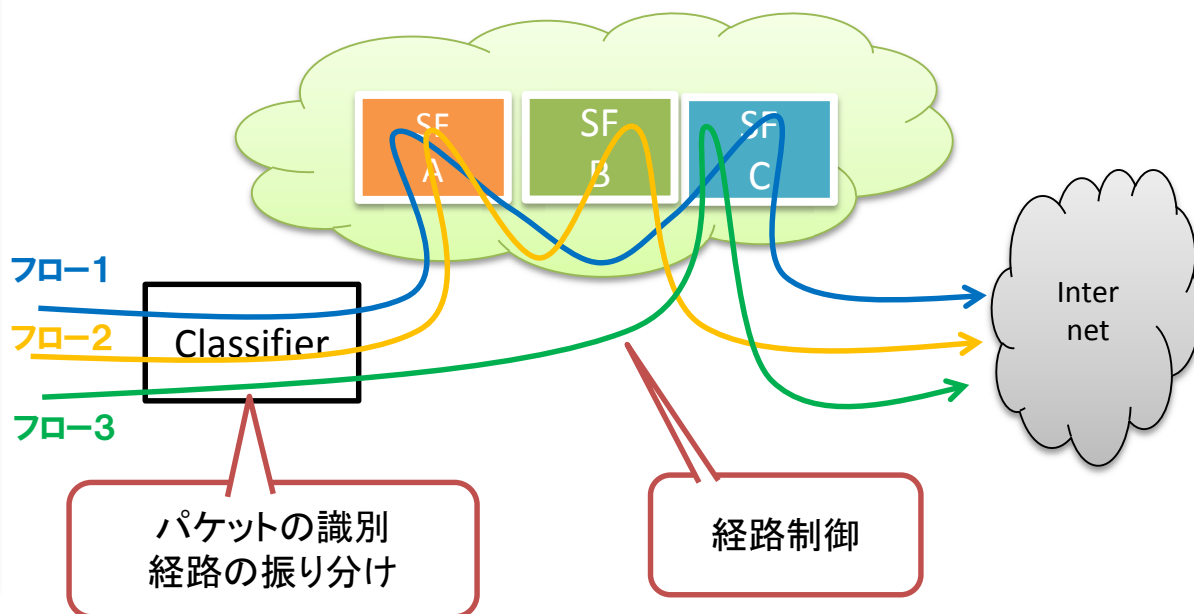 SF
A
SF
B
SF
C
フロー1
フロー2
フロー3
Classifier
Inter
net
パケットの識別
経路の振り分け
経路制御